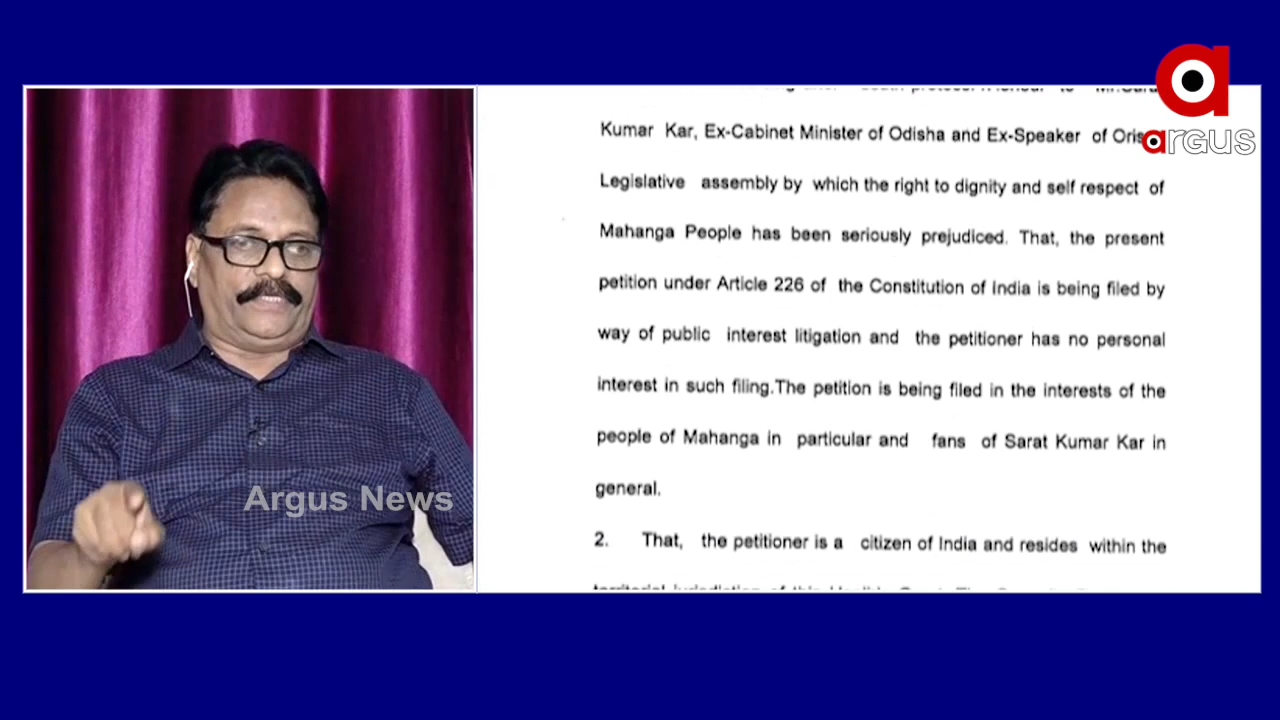 argus
Kumar Kar, Ex-Cabinet Minister of Odisha and Ex-Speaker of Oris
Legislative assembly by which the right to dignity and self respect of
Mahanga People has been seriously prejudiced. That, the present
petition under Article 226 of the Constitution of India is being filed by
way of public interest litigation and the petitioner has no personal
interest in such filing.The petition is being filed in the interests of the
people of Mahanga in particular and fans of Sarat Kumar Kar in
general.
2. That, the petitioner is a citizen of India and resides within the
Argus News